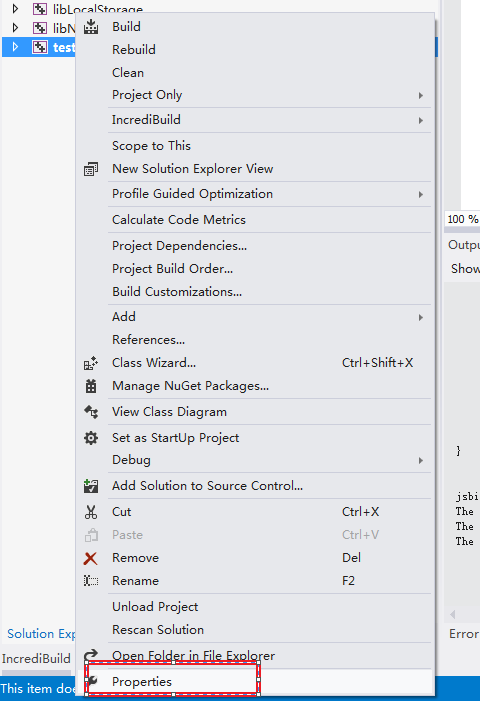 libLocalStorage
libN
test
Build
Rebuild
Clean
Project Only
IncrediBuild
Scope to This
New Solution Explorer View
Profile Guided Optimization
Calculate Code Metrics
Project Dependencies...
Project Build Order...
Build Customizations...
Add
References...
Class Wizard... Ctrl+Shift+X
Manage NuGet Packages...
View Class Diagram
Set as StartUp Project
Debug
Add Solution to Source Control...
Cut Ctrl+X
Paste Ctrl+V
Remove Del
Rename F2
Unload Project
Rescan Solution
Open Folder in File Explorer
Properties
100 %
Outpu
Show
}
jsbi
The
The
The
Error
Solution Exp
IncrediBuild
This item doe